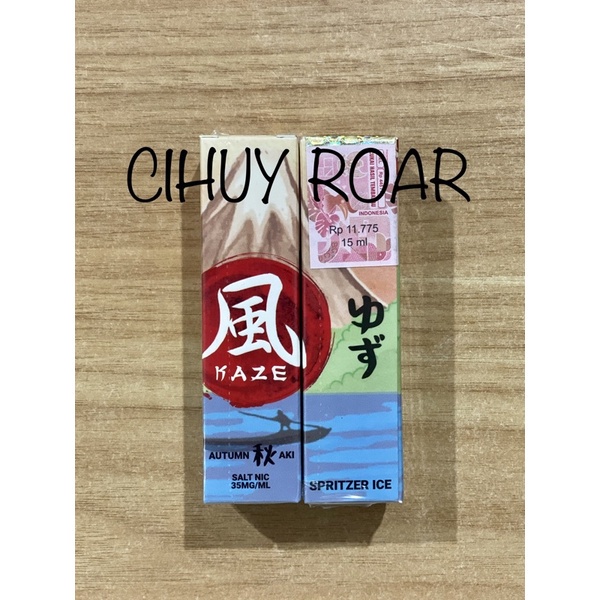 CIHUY ROAR
風
KAZE
AUTUMN 秋 AKI
SALT NIC
35MG/ML
INDONESIA
Rp 11.775
15 ml
ゆず
SPRITZER ICE